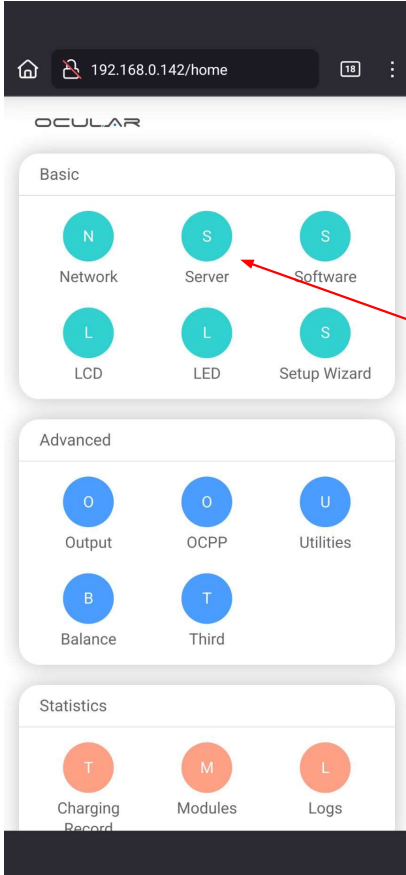 192.168.0.142/home
18
OCULAR
Basic
N
S
S
Network
Server
Software
L
L
S
LCD
LED
Setup Wizard
Advanced
O
O
U
Output
OCPP
Utilities
B
T
Balance
Third
Statistics
T
M
L
Charging
Record
Modules
Logs